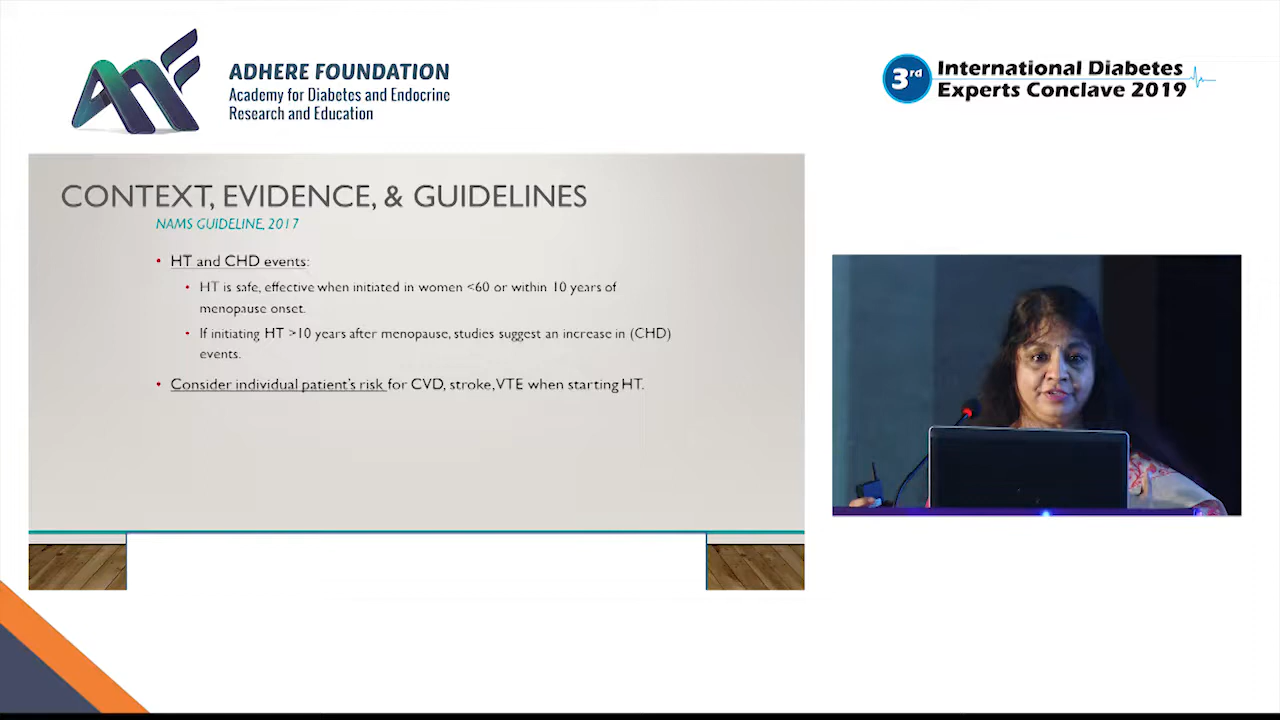 ADHERE FOUNDATION
Academy for Diabetes and Endocrine
Research and Education
3rd International Diabetes
Experts Conclave 2019
CONTEXT, EVIDENCE, & GUIDELINES
NAMS GUIDELINE, 2017
• HT and CHD events:
• HT is safe, effective when initiated in women <60 or within 10 years of
menopause onset.
• If initiating HT >10 years after menopause, studies suggest an increase in (CHD)
events.
• Consider individual patient's risk for CVD, stroke, VTE when starting HT.